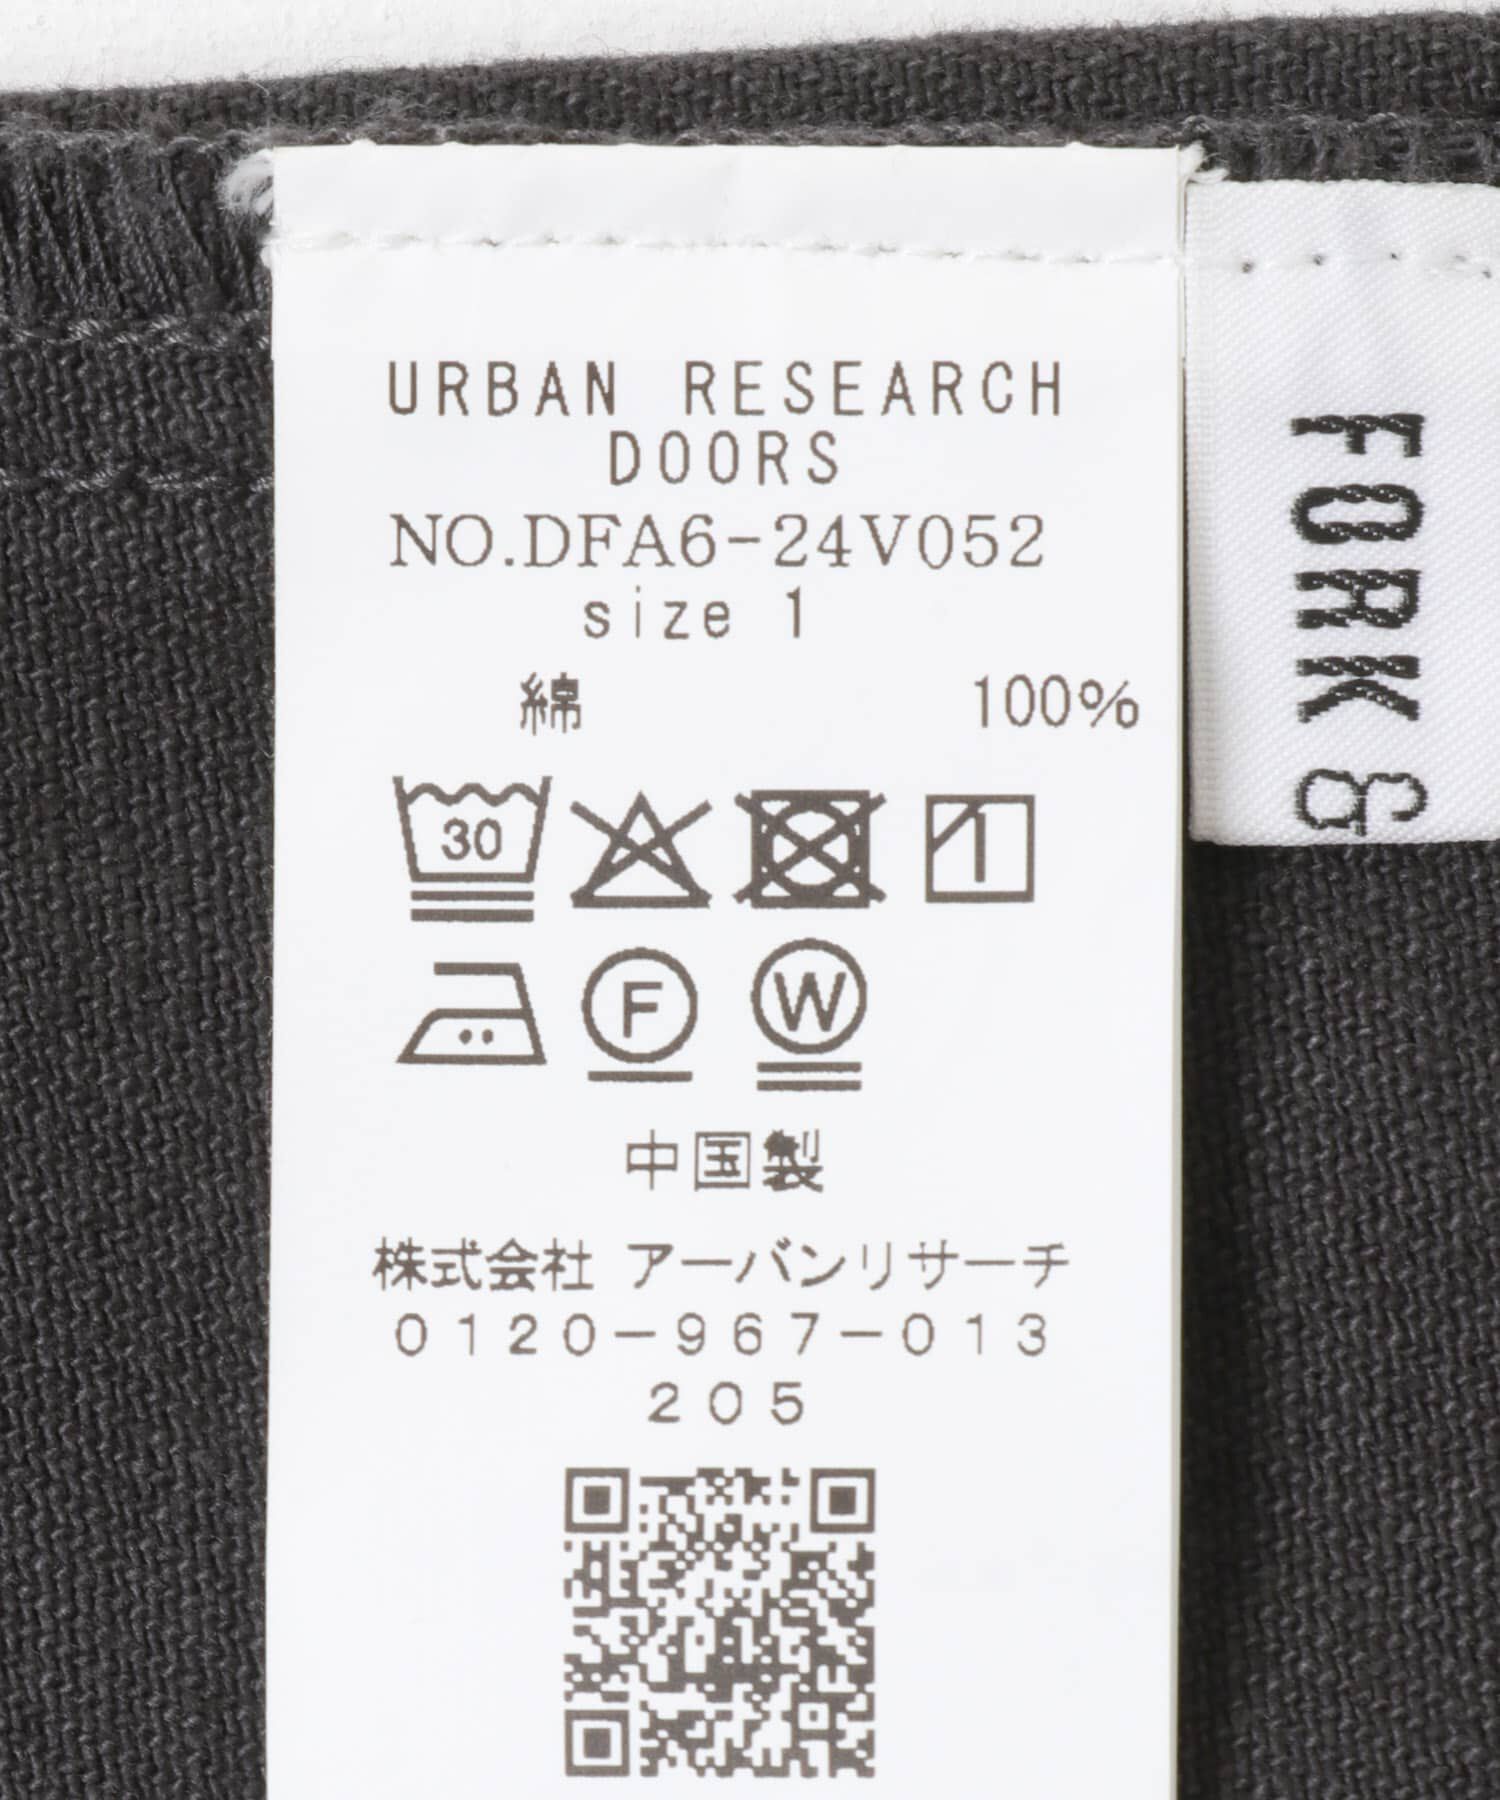 URBAN RESEARCH
DOORS
NO.DFA6-24V052
size 1
綿 100%
30
F
W
中国製
株式会社 アーバンリサーチ
0120-967-013
205
FORK &